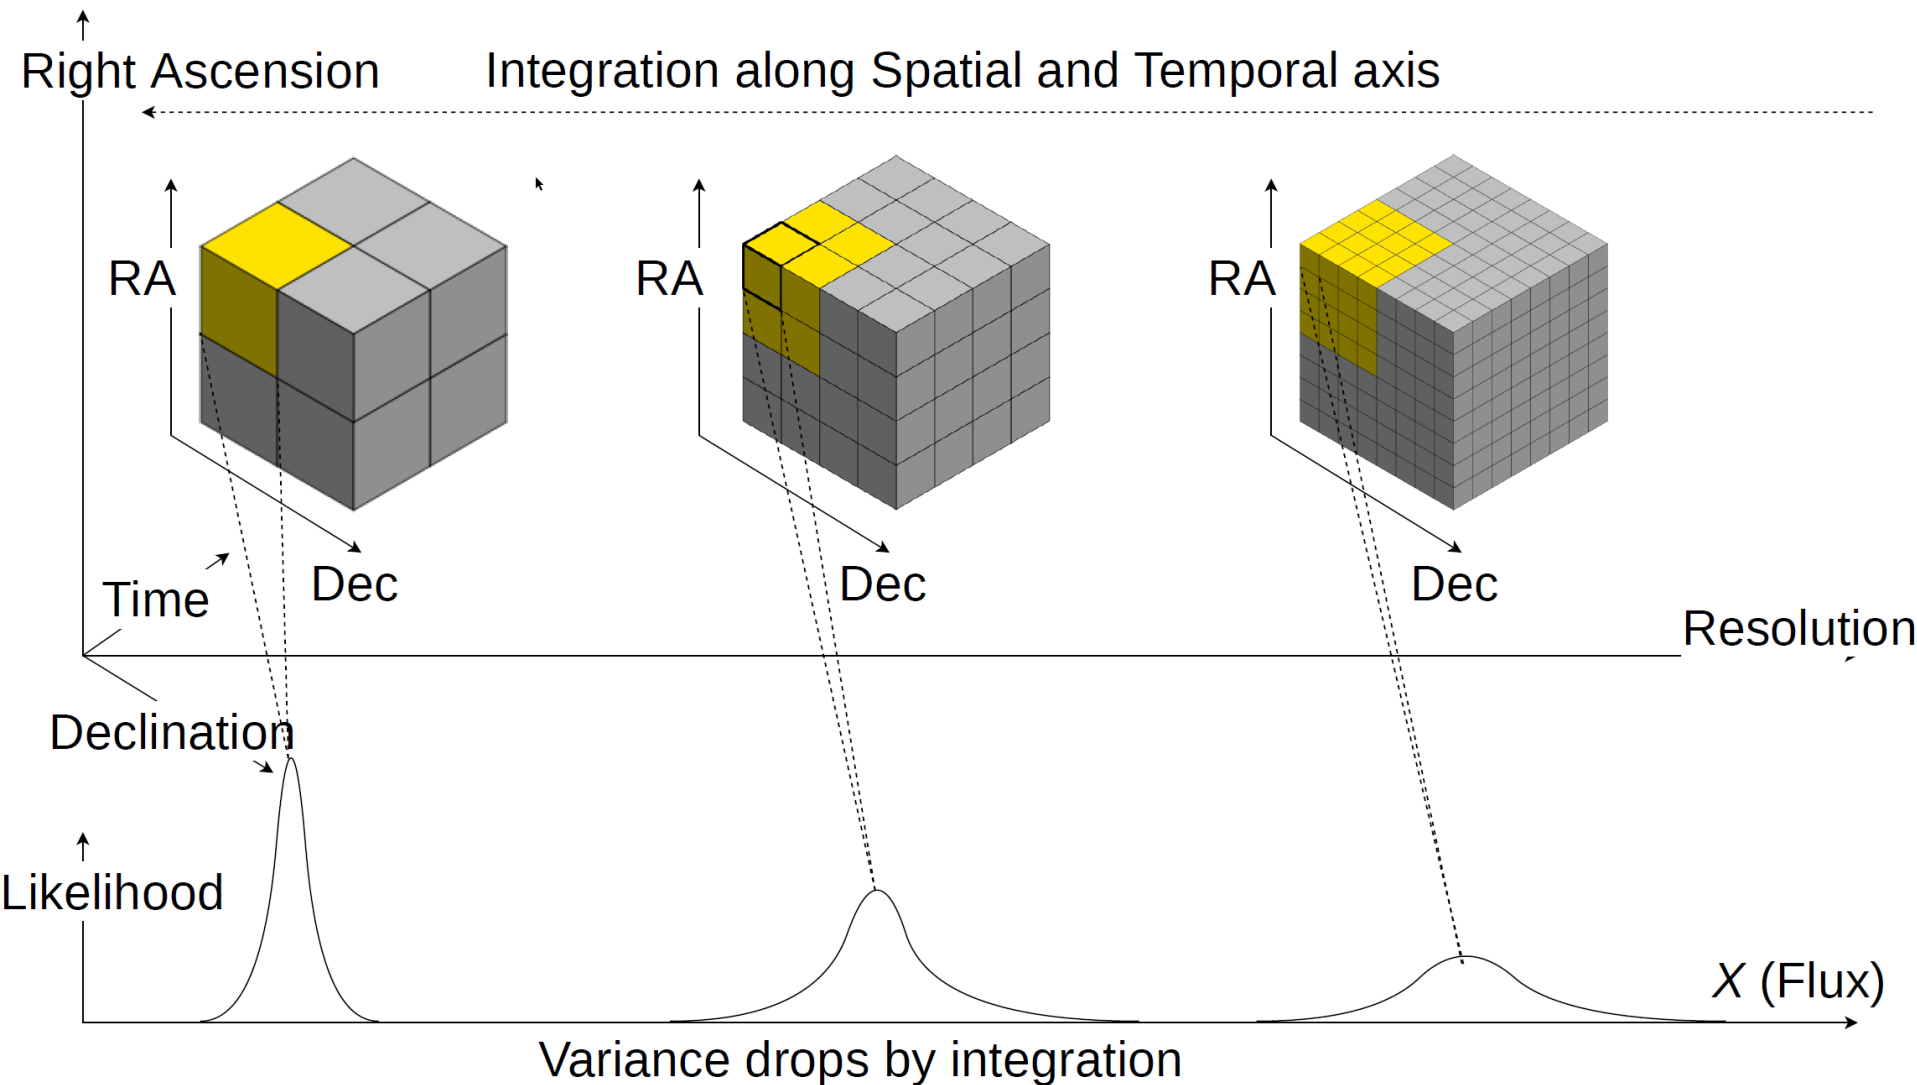 Right Ascension
Integration along Spatial and Temporal axis
RA
RA
RA
Dec
Dec
Dec
Time
Resolution
Declination
Likelihood
X (Flux)
Variance drops by integration